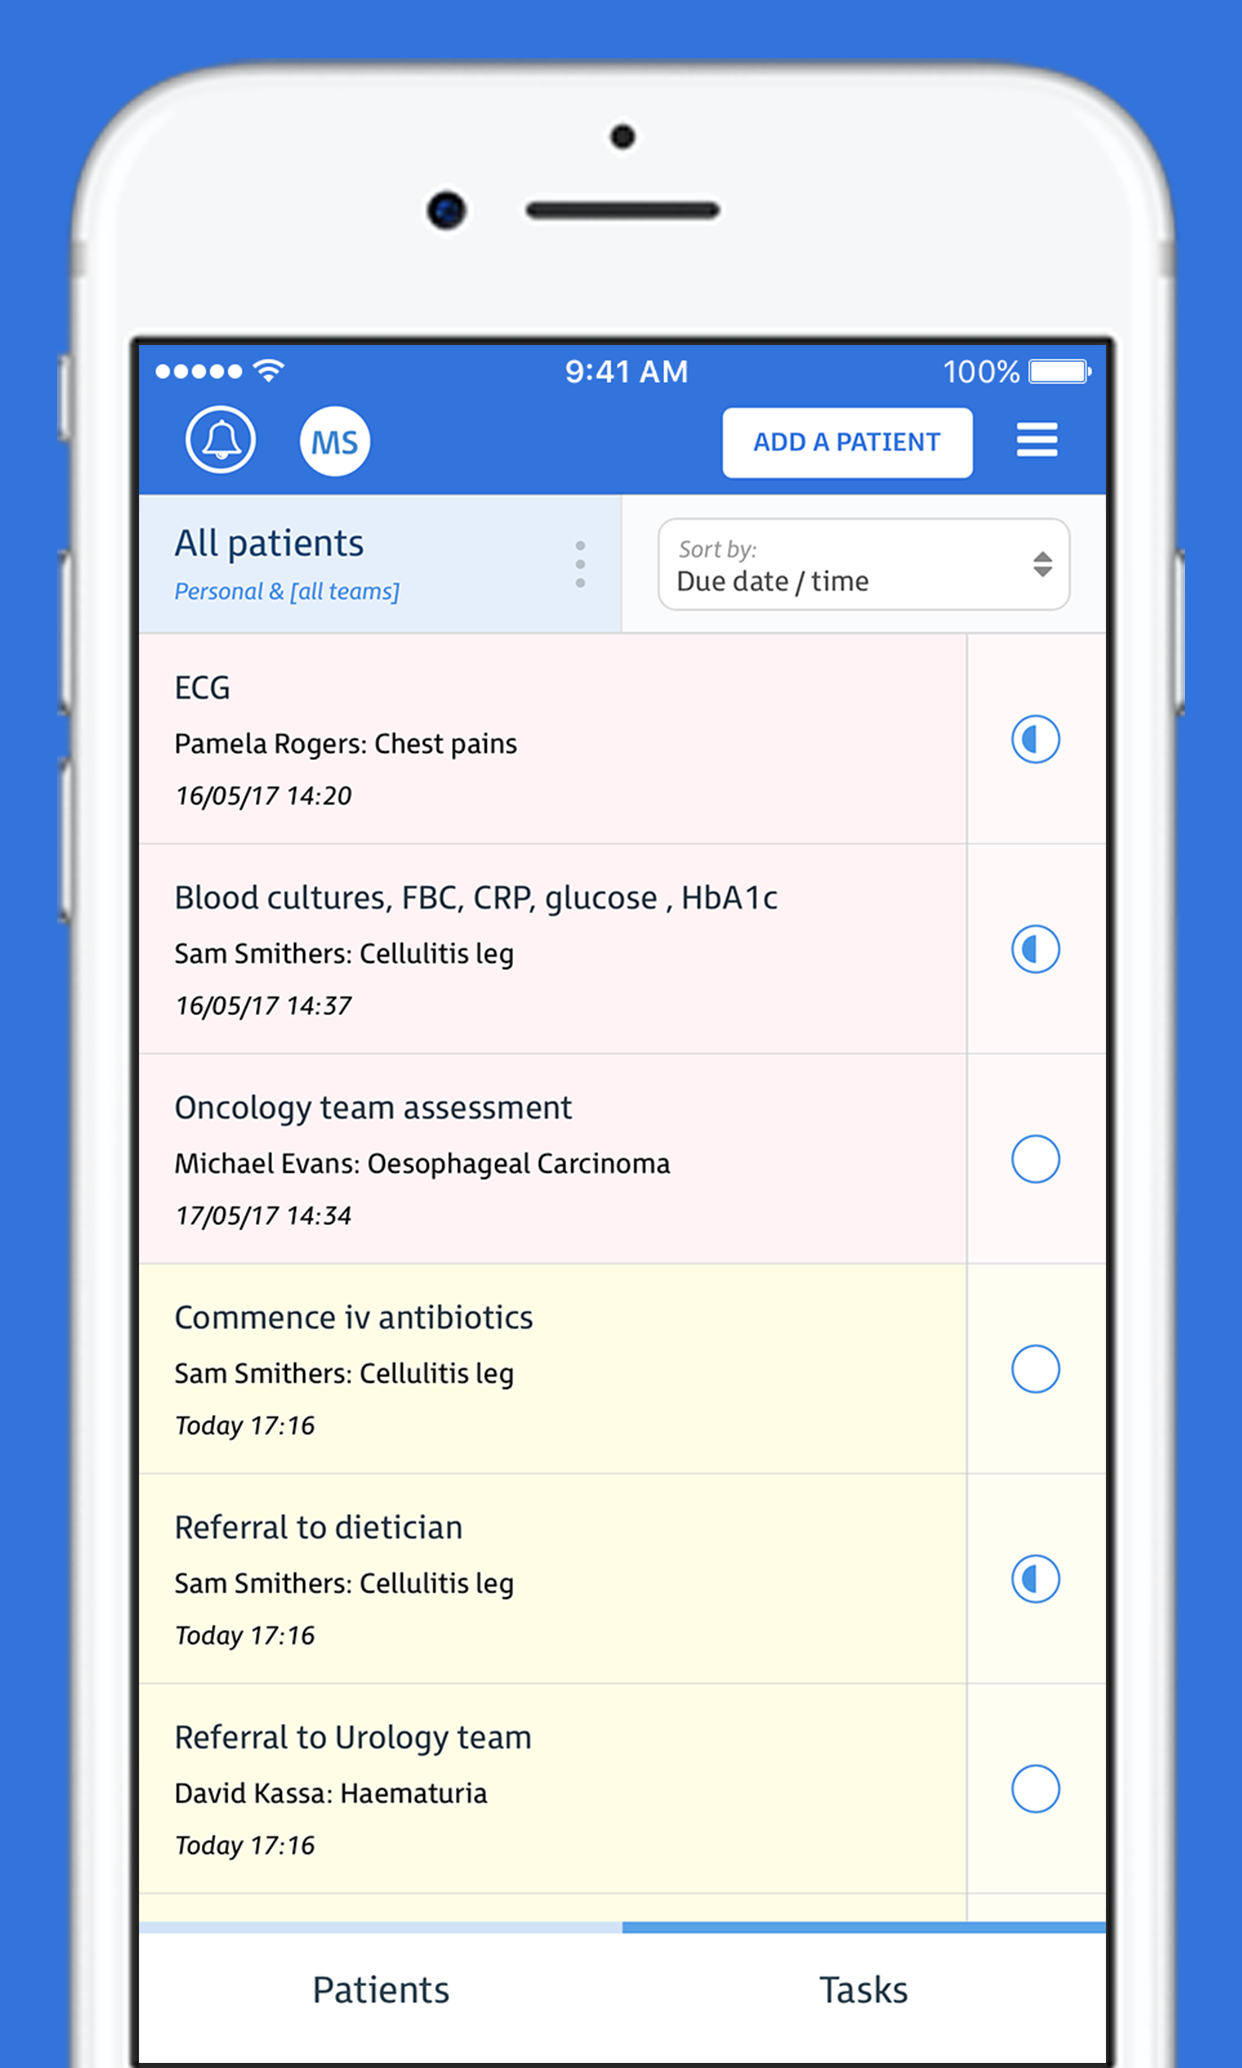 9:41 AM
100%
MS
ADD A PATIENT
All patients
Personal & [all teams]
Sort by:
Due date / time
ECG
Pamela Rogers: Chest pains
16/05/17 14:20
Blood cultures, FBC, CRP, glucose , HbA1c
Sam Smithers: Cellulitis leg
16/05/17 14:37
Oncology team assessment
Michael Evans: Oesophageal Carcinoma
17/05/17 14:34
Commence iv antibiotics
Sam Smithers: Cellulitis leg
Today 17:16
Referral to dietician
Sam Smithers: Cellulitis leg
Today 17:16
Referral to Urology team
David Kassa: Haematuria
Today 17:16
Patients
Tasks